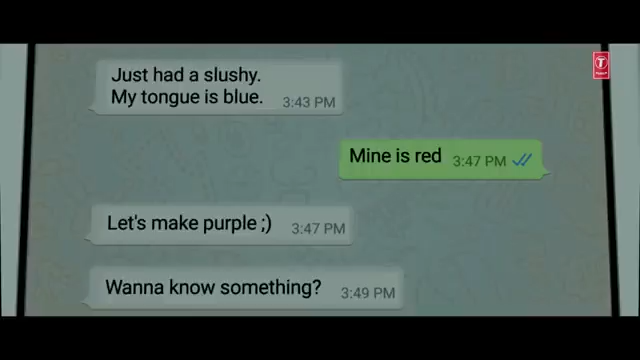 Just had a slushy.
My tongue is blue. 3:43 PM
Mine is red 3:47 PM
Let's make purple ;) 3:47 PM
Wanna know something? 3:49 PM